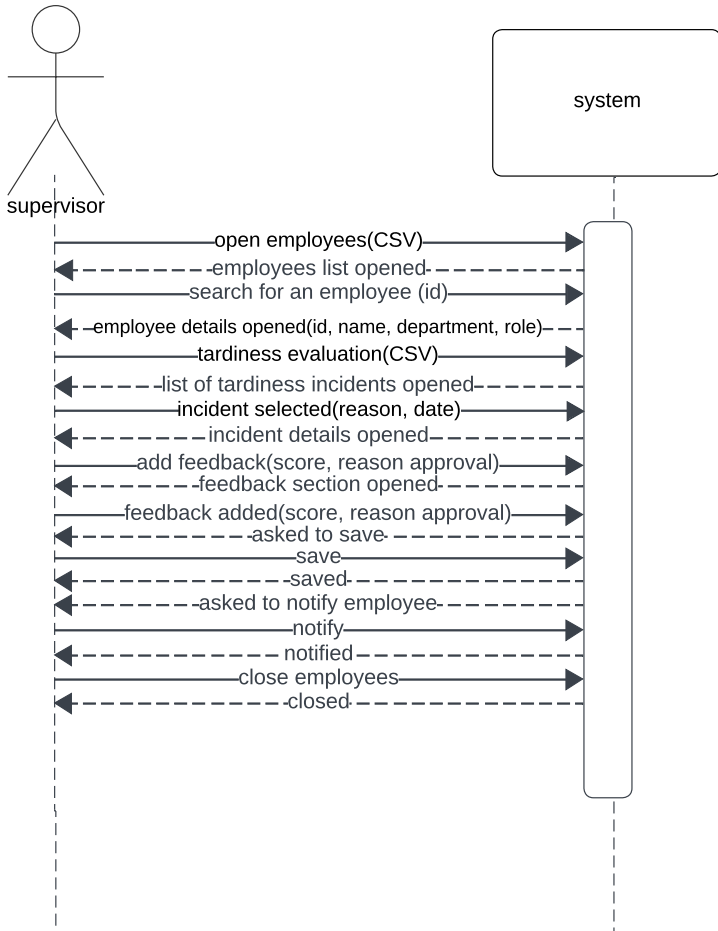 system
supervisor
open employees(CSV)
employees list opened
search for an employee (id)
employee details opened(id, name, department, role)
tardiness evaluation(CSV)
list of tardiness incidents opened
incident selected(reason, date)
incident details opened
add feedback(score, reason approval)
feedback section opened
feedback added(score, reason approval)
asked to save
save
saved
asked to notify employee
notify
notified
close employees
closed